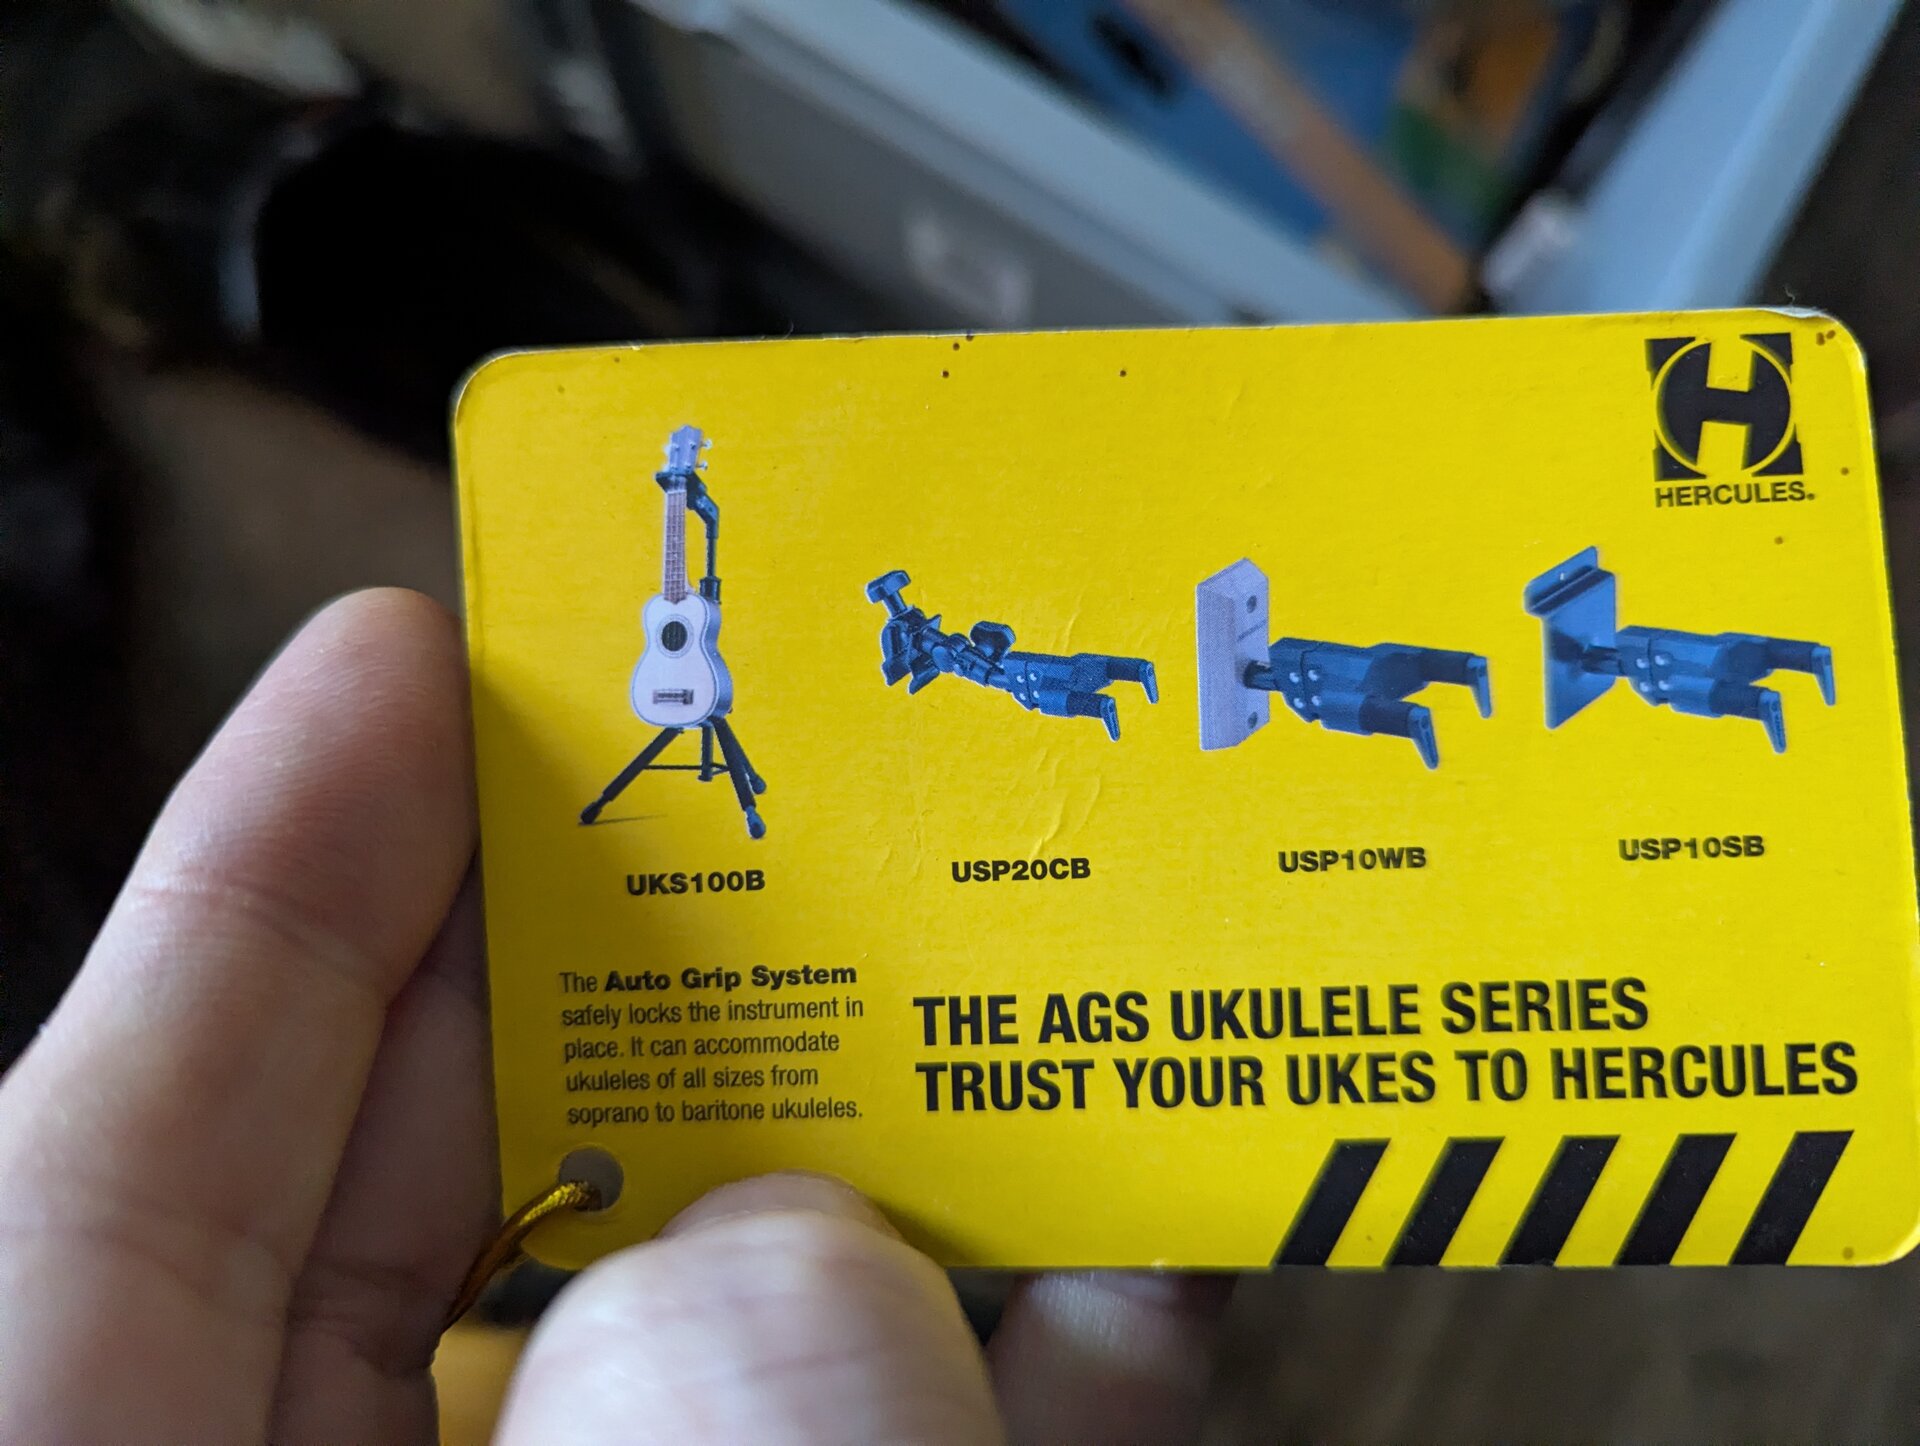 H
HERCULES®
UKS100B
USP20CB
USP10WB
USP10SB
The Auto Grip System
safely locks the instrument in
place. It can accommodate
ukuleles of all sizes from
soprano to baritone ukuleles.
THE AGS UKULELE SERIES
TRUST YOUR UKES TO HERCULES